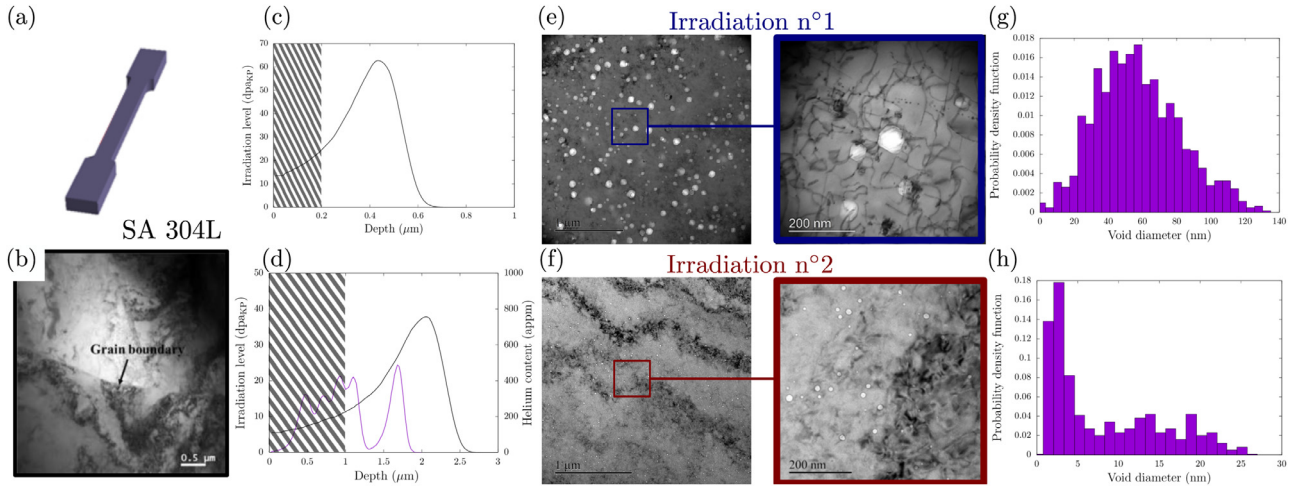 (a)
SA 304L
(b)
Grain boundary
0.5 μm
(c)
Irradiation level (dpaKP)
70
60
50
40
30
20
10
0
0 0.2 0.4 0.6 0.8 1
Depth (μm)
(d)
Irradiation level (dpaKP)
50
40
30
20
10
0
0 0.5 1 1.5 2 2.5 3
Depth (μm)
1000
800
600
400
200
0
Helium content (appm)
Irradiation n°1
(e)
1 μm
200 nm
Irradiation n°2
(f)
1 μm
200 nm
(g)
Probability density function
0.018
0.016
0.014
0.012
0.01
0.008
0.006
0.004
0.002
0
0 20 40 60 80 100 120 140
Void diameter (nm)
(h)
Probability density function
0.18
0.16
0.14
0.12
0.1
0.08
0.06
0.04
0.02
0
0 5 10 15 20 25 30
Void diameter (nm)